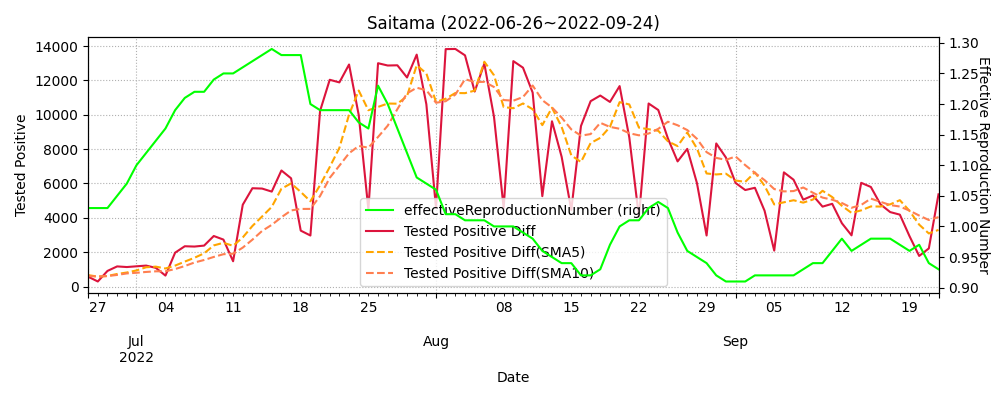 Saitama (2022-06-26~2022-09-24)
14000
12000
10000
8000
6000
4000
2000
0
Tested Positive
1.30
1.25
1.20
1.15
1.10
1.05
1.00
0.95
0.90
Effective Reproduction Number
effectiveReproductionNumber (right)
Tested Positive Diff
Tested Positive Diff(SMA5)
Tested Positive Diff(SMA10)
27 04 11 18 25 08 15 22 29 05 12 19
Jul Aug Sep
2022
Date